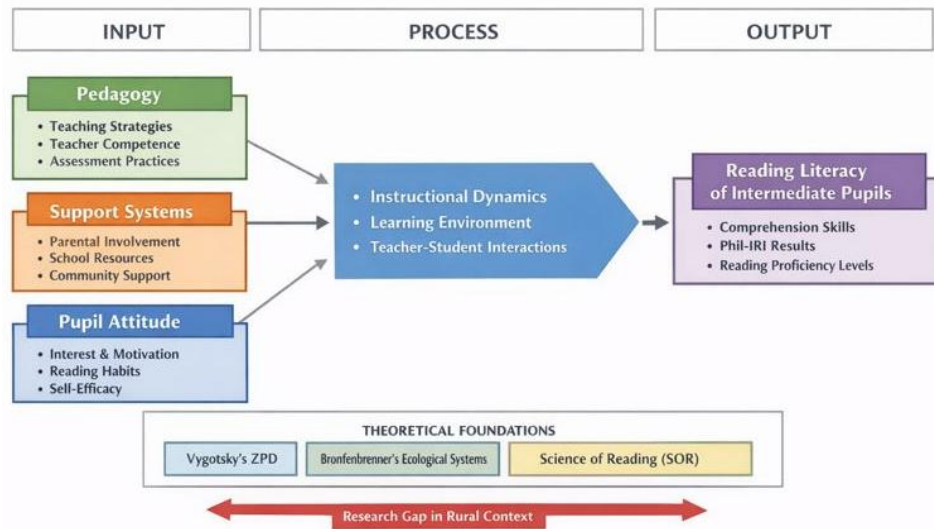 INPUT
PROCESS
OUTPUT
Pedagogy
• Teaching Strategies
• Teacher Competence
• Assessment Practices
Support Systems
• Parental Involvement
• School Resources
• Community Support
Pupil Attitude
• Interest & Motivation
• Reading Habits
• Self-Efficacy
• Instructional Dynamics
• Learning Environment
• Teacher-Student Interactions
Reading Literacy
of Intermediate Pupils
• Comprehension Skills
• Phil-IRI Results
• Reading Proficiency Levels
THEORETICAL FOUNDATIONS
Vygotsky's ZPD
Bronfenbrenner's Ecological Systems
Science of Reading (SOR)
Research Gap in Rural Context